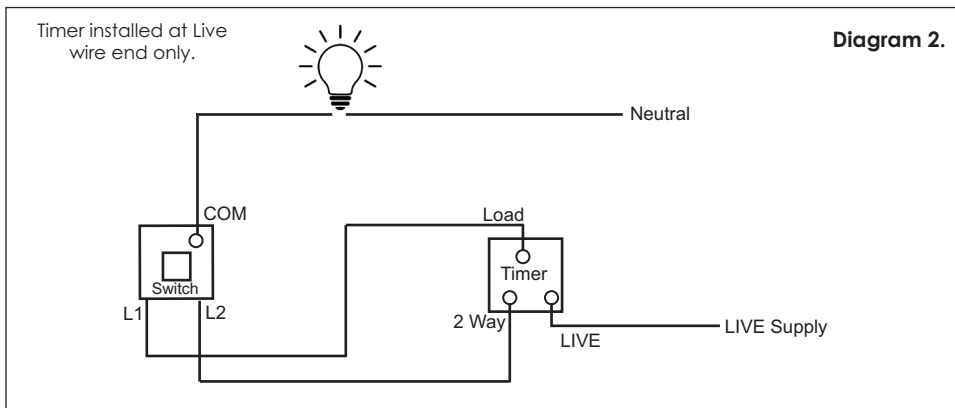 Timer installed at Live
wire end only.
Diagram 2.
Neutral
COM
Load
Switch
Timer
L1
L2
2 Way
LIVE
LIVE Supply